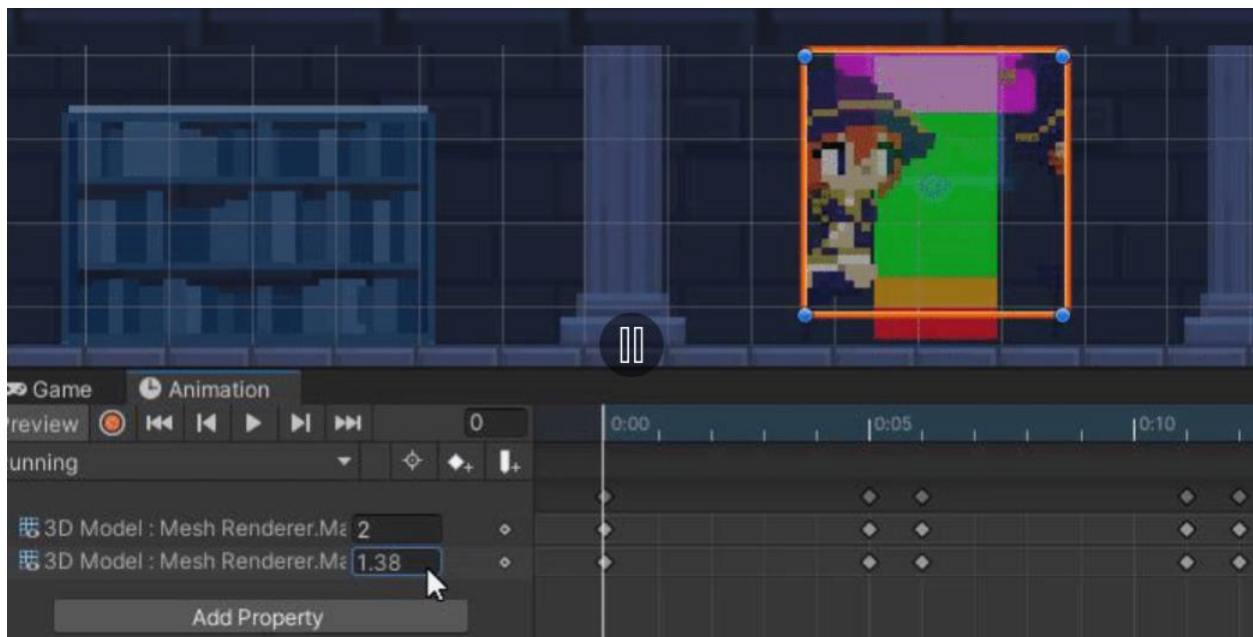 Game Animation
Preview 0 0:00 0:05 0:10
unning
3D Model : Mesh Renderer.Ma 2
3D Model : Mesh Renderer.Ma 1.38
Add Property